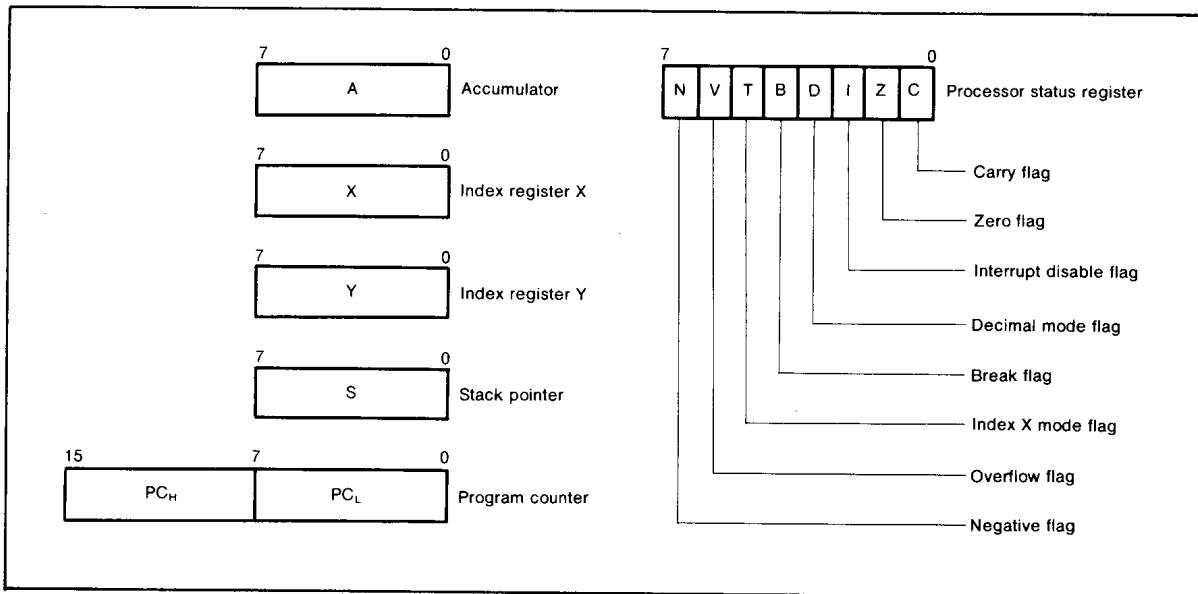 7 0
A Accumulator
7 0
X Index register X
7 0
Y Index register Y
7 0
S Stack pointer
15 7 0
PCH PCL Program counter
7 0
N V T B D I Z C Processor status register
Carry flag
Zero flag
Interrupt disable flag
Decimal mode flag
Break flag
Index X mode flag
Overflow flag
Negative flag